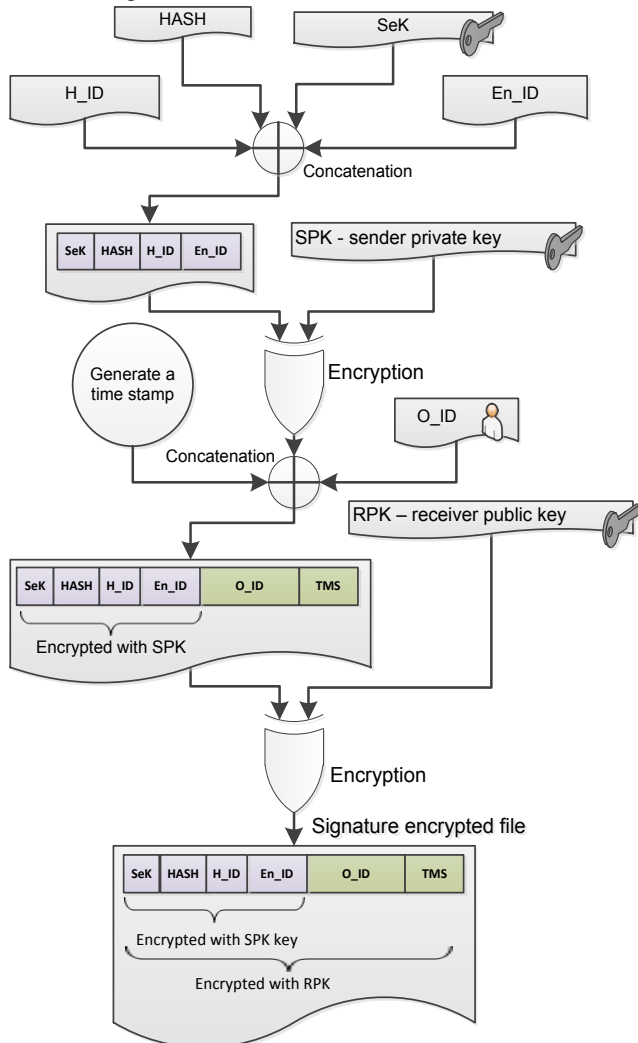 HASH
SeK
H_ID
En_ID
Concatenation
SeK HASH H_ID En_ID
SPK - sender private key
Generate a
time stamp
Encryption
O_ID
Concatenation
RPK – receiver public key
SeK HASH H_ID En_ID O_ID TMS
Encrypted with SPK
Encryption
Signature encrypted file
SeK HASH H_ID En_ID O_ID TMS
Encrypted with SPK key
Encrypted with RPK